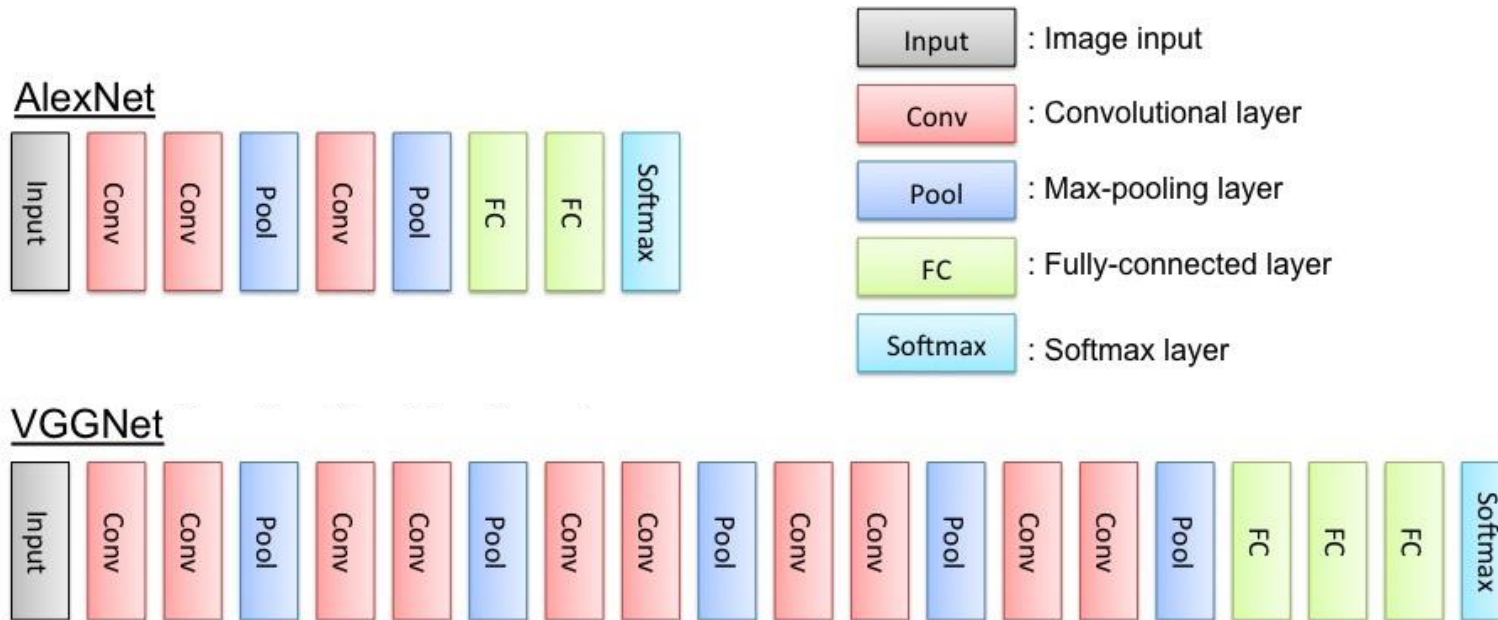 AlexNet
Input Conv Conv Pool Conv Pool FC FC Softmax
Input : Image input
Conv : Convolutional layer
Pool : Max-pooling layer
FC : Fully-connected layer
Softmax : Softmax layer
VGGNet
Input Conv Conv Pool Conv Conv Pool Conv Conv Pool Conv Conv Pool Conv Conv Pool FC FC FC Softmax